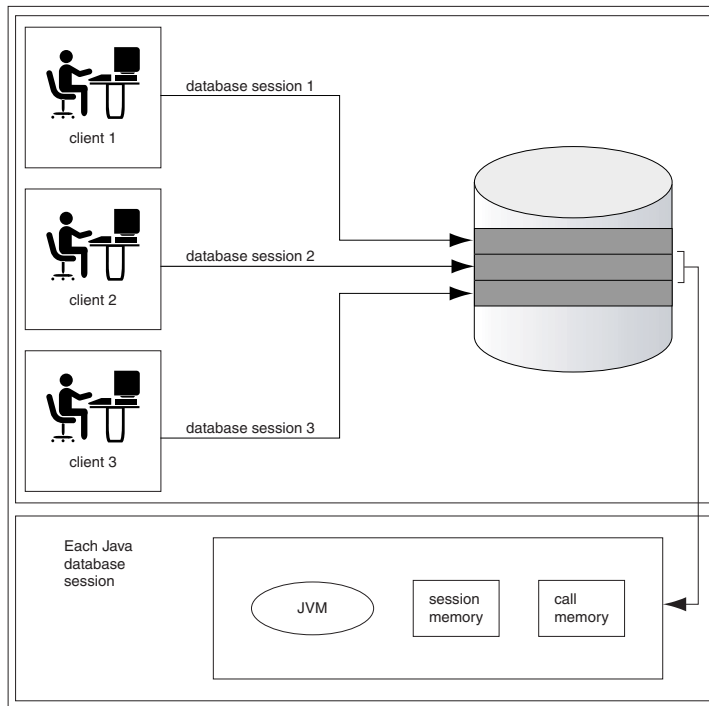 client 1
database session 1
client 2
database session 2
client 3
database session 3
Each Java
database
session
JVM
session
memory
call
memory